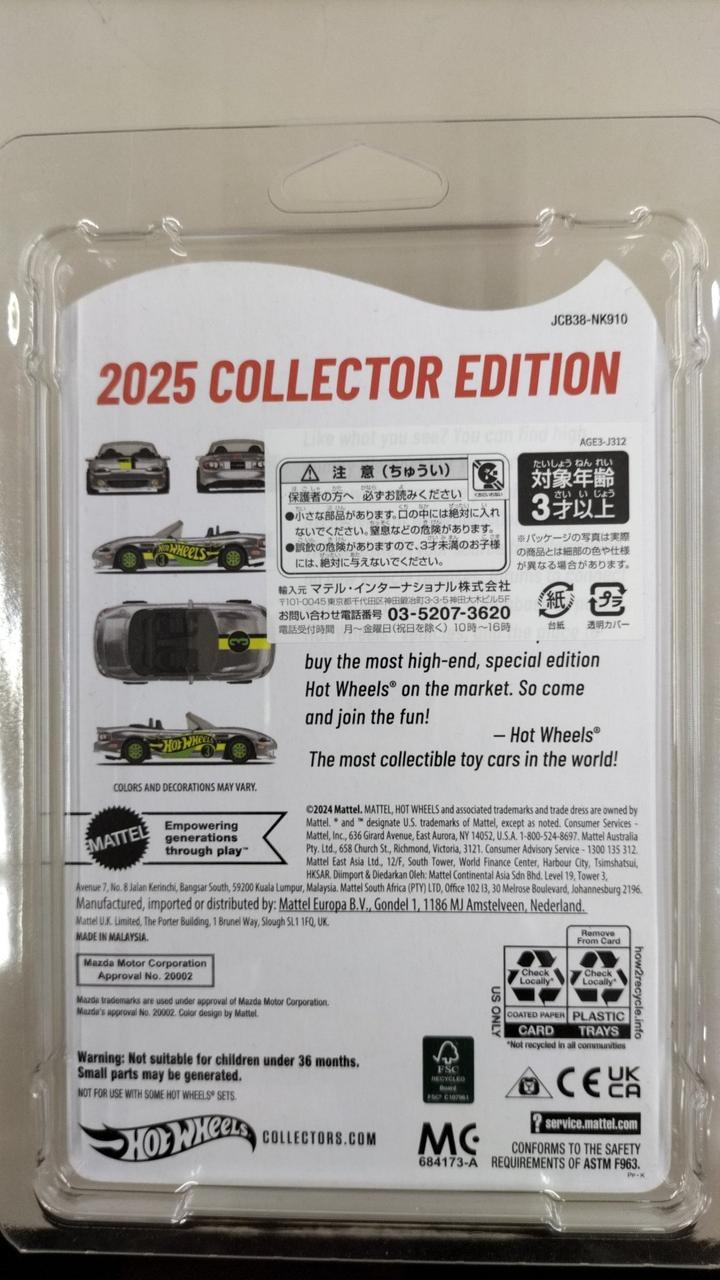 JCB38-NK910
2025 COLLECTOR EDITION
Like what you see? You can find high
AGE3-J312
注 意（ちゅうい）
保護者の方へ 必ずお読みください
●小さな部品があります。口の中には絶対に入れ
ないでください。窒息などの危険があります。
●誤飲の危険がありますので、3才未満のお子様
には、絶対に与えないでください。
たいしょう ねん れい
対象年齢
さい い じょう
3才以上
※パッケージの写真は実際
の商品とは細部の色や仕様
が異なる場合があります。
輸入元 マテル・インターナショナル株式会社
〒101-0045 東京都千代田区神田鍛冶町3-3-5 神田大木ビル5F
お問い合わせ電話番号 03-5207-3620
電話受付時間 月～金曜日(祝日を除く) 10時～16時
紙
台紙
プラ
透明カバー
HOT WHEELS
3
3
HOT WHEELS
3
buy the most high-end, special edition
Hot Wheels® on the market. So come
and join the fun!
— Hot Wheels®
The most collectible toy cars in the world!
COLORS AND DECORATIONS MAY VARY.
MATTEL
Empowering
generations
through play™
©2024 Mattel. MATTEL, HOT WHEELS and associated trademarks and trade dress are owned by
Mattel. ® and ™ designate U.S. trademarks of Mattel, except as noted. Consumer Services -
Mattel, Inc., 636 Girard Avenue, East Aurora, NY 14052, U.S.A. 1-800-524-8697. Mattel Australia
Pty. Ltd., 658 Church St., Richmond, Victoria, 3121. Consumer Advisory Service - 1300 135 312.
Mattel East Asia Ltd., 12/F, South Tower, World Finance Center, Harbour City, Tsimshatsui,
HKSAR. Diimport & Diedarkan Oleh: Mattel Continental Asia Sdn Bhd. Level 19, Tower 3,
Avenue 7, No. 8 Jalan Kerinchi, Bangsar South, 59200 Kuala Lumpur, Malaysia. Mattel South Africa (PTY) LTD, Office 102 I3, 30 Melrose Boulevard, Johannesburg 2196.
Manufactured, imported or distributed by: Mattel Europa B.V., Gondel 1, 1186 MJ Amstelveen, Nederland.
Mattel U.K. Limited, The Porter Building, 1 Brunel Way, Slough SL1 1FQ, UK.
MADE IN MALAYSIA.
Mazda Motor Corporation
Approval No. 20002
Mazda trademarks are used under approval of Mazda Motor Corporation.
Mazda's approval No. 20002. Color design by Mattel.
Remove
From Card
Check
Locally*
Check
Locally*
COATED PAPER
PLASTIC
CARD
TRAYS
US ONLY
how2recycle.info
*Not recycled in all communities
Warning: Not suitable for children under 36 months.
Small parts may be generated.
NOT FOR USE WITH SOME HOT WHEELS® SETS.
FSC
RECYCLED
Board
FSC® C107961
CE
UK
CA
? service.mattel.com
HOT WHEELS
COLLECTORS.COM
MC
684173-A
CONFORMS TO THE SAFETY
REQUIREMENTS OF ASTM F963.
PP-K